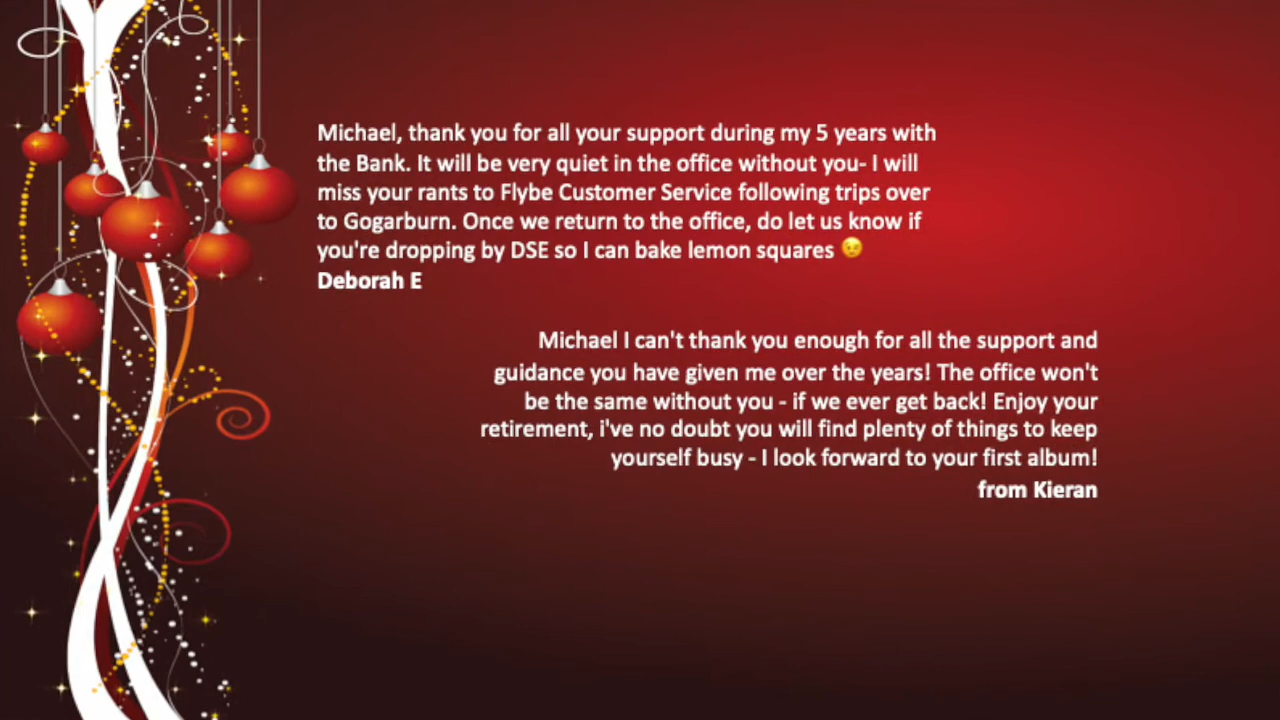 Michael, thank you for all your support during my 5 years with
the Bank. It will be very quiet in the office without you- I will
miss your rants to Flybe Customer Service following trips over
to Gogarburn. Once we return to the office, do let us know if
you're dropping by DSE so I can bake lemon squares 😉
Deborah E
Michael I can't thank you enough for all the support and
guidance you have given me over the years! The office won't
be the same without you - if we ever get back! Enjoy your
retirement, i've no doubt you will find plenty of things to keep
yourself busy - I look forward to your first album!
from Kieran